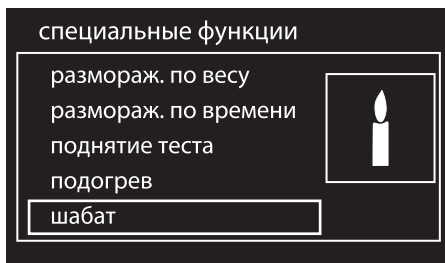 специальные функции
размораж. по весу
размораж. по времени
поднятие теста
подогрев
шабат